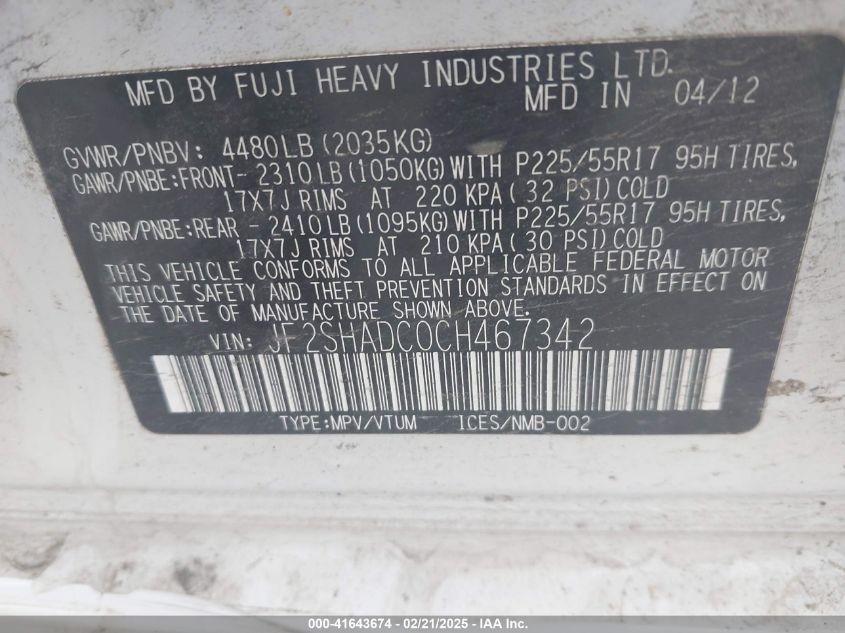 MFD BY FUJI HEAVY INDUSTRIES LTD.
MFD IN 04/12
GVWR/PNBV: 4480LB(2035KG)
GAWR/PNBE:FRONT- 2310LB(1050KG)WITH P225/55R17 95H TIRES,
17X7J RIMS AT 220 KPA(32 PSI)COLD
GAWR/PNBE:REAR - 2410LB(1095KG)WITH P225/55R17 95H TIRES,
17X7J RIMS AT 210 KPA(30 PSI)COLD
THIS VEHICLE CONFORMS TO ALL APPLICABLE FEDERAL MOTOR
VEHICLE SAFETY AND THEFT PREVENTION STANDARDS IN EFFECT ON
THE DATE OF MANUFACTURE SHOWN ABOVE.
VIN: JF2SHADC0CH467342
TYPE:MPV/VTUM ICES/NMB-002
000-41643674 - 02/21/2025 - IAA Inc.